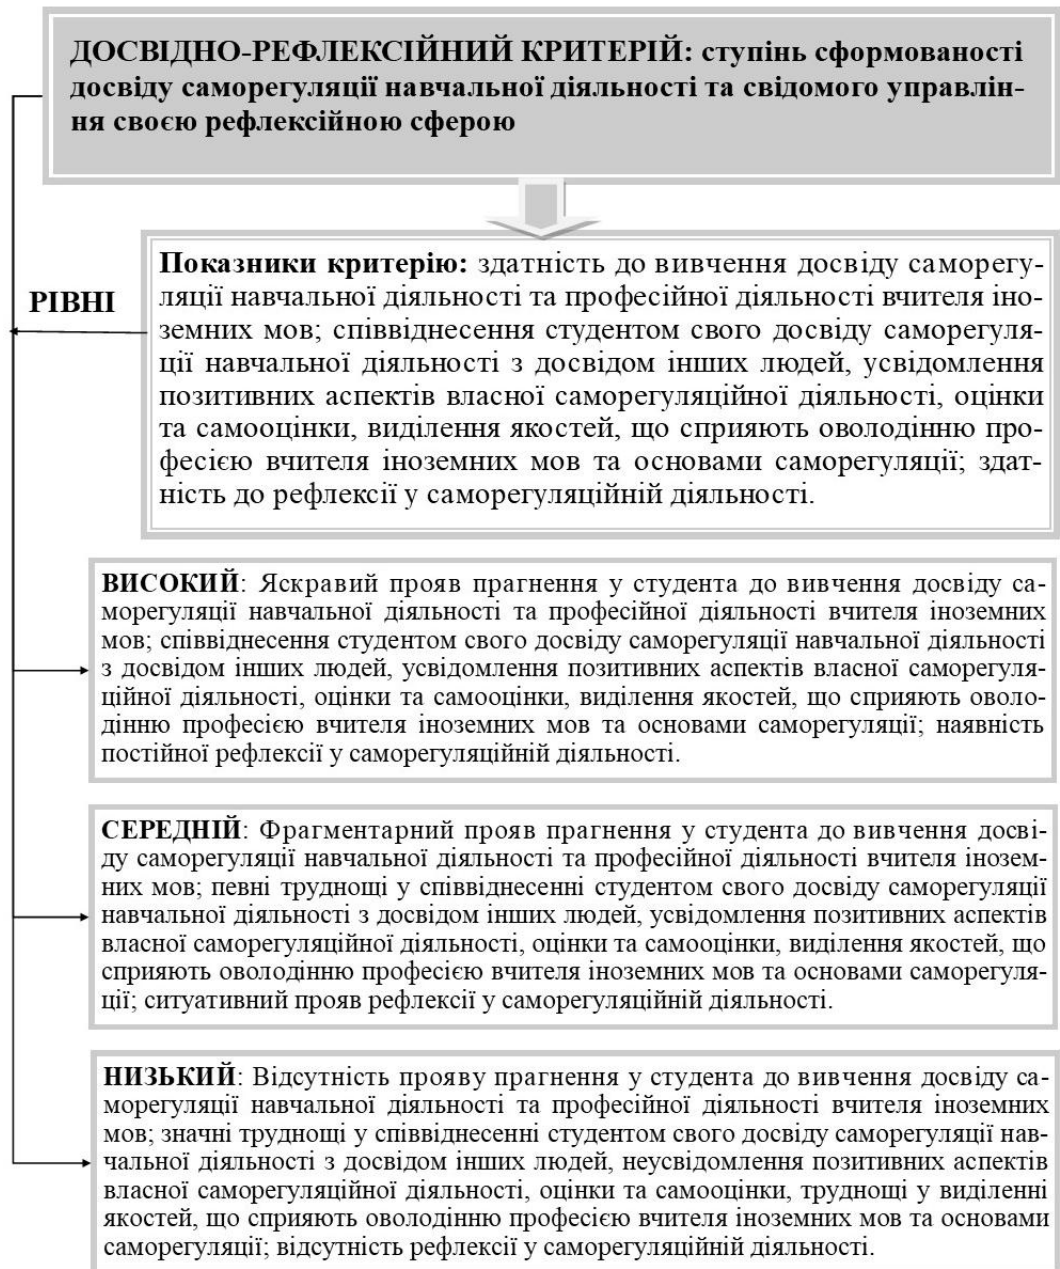 ДОСВІДНО-РЕФЛЕКСІЙНИЙ КРИТЕРІЙ: ступінь сформованості
досвіду саморегуляції навчальної діяльності та свідомого управлін-
ня своєю рефлексійною сферою
Показники критерію: здатність до вивчення досвіду саморегу-
ляції навчальної діяльності та професійної діяльності вчителя іно-
земних мов; співвіднесення студентом свого досвіду саморегуля-
ції навчальної діяльності з досвідом інших людей, усвідомлення
позитивних аспектів власної саморегуляційної діяльності, оцінки
та самооцінки, виділення якостей, що сприяють оволодінню про-
фесією вчителя іноземних мов та основами саморегуляції; здат-
ність до рефлексії у саморегуляційній діяльності.
РІВНІ
ВИСОКИЙ: Яскравий прояв прагнення у студента до вивчення досвіду са-
морегуляції навчальної діяльності та професійної діяльності вчителя іноземних
мов; співвіднесення студентом свого досвіду саморегуляції навчальної діяльності
з досвідом інших людей, усвідомлення позитивних аспектів власної саморегуля-
ційної діяльності, оцінки та самооцінки, виділення якостей, що сприяють оволо-
дінню професією вчителя іноземних мов та основами саморегуляції; наявність
постійної рефлексії у саморегуляційній діяльності.
СЕРЕДНІЙ: Фрагментарний прояв прагнення у студента до вивчення досві-
ду саморегуляції навчальної діяльності та професійної діяльності вчителя інозем-
них мов; певні труднощі у співвіднесенні студентом свого досвіду саморегуляції
навчальної діяльності з досвідом інших людей, усвідомлення позитивних аспектів
власної саморегуляційної діяльності, оцінки та самооцінки, виділення якостей, що
сприяють оволодінню професією вчителя іноземних мов та основами саморегуля-
ції; ситуативний прояв рефлексії у саморегуляційній діяльності.
НИЗЬКИЙ: Відсутність прояву прагнення у студента до вивчення досвіду са-
морегуляції навчальної діяльності та професійної діяльності вчителя іноземних
мов; значні труднощі у співвіднесенні студентом свого досвіду саморегуляції нав-
чальної діяльності з досвідом інших людей, неусвідомлення позитивних аспектів
власної саморегуляційної діяльності, оцінки та самооцінки, труднощі у виділенні
якостей, що сприяють оволодінню професією вчителя іноземних мов та основами
саморегуляції; відсутність рефлексії у саморегуляційній діяльності.